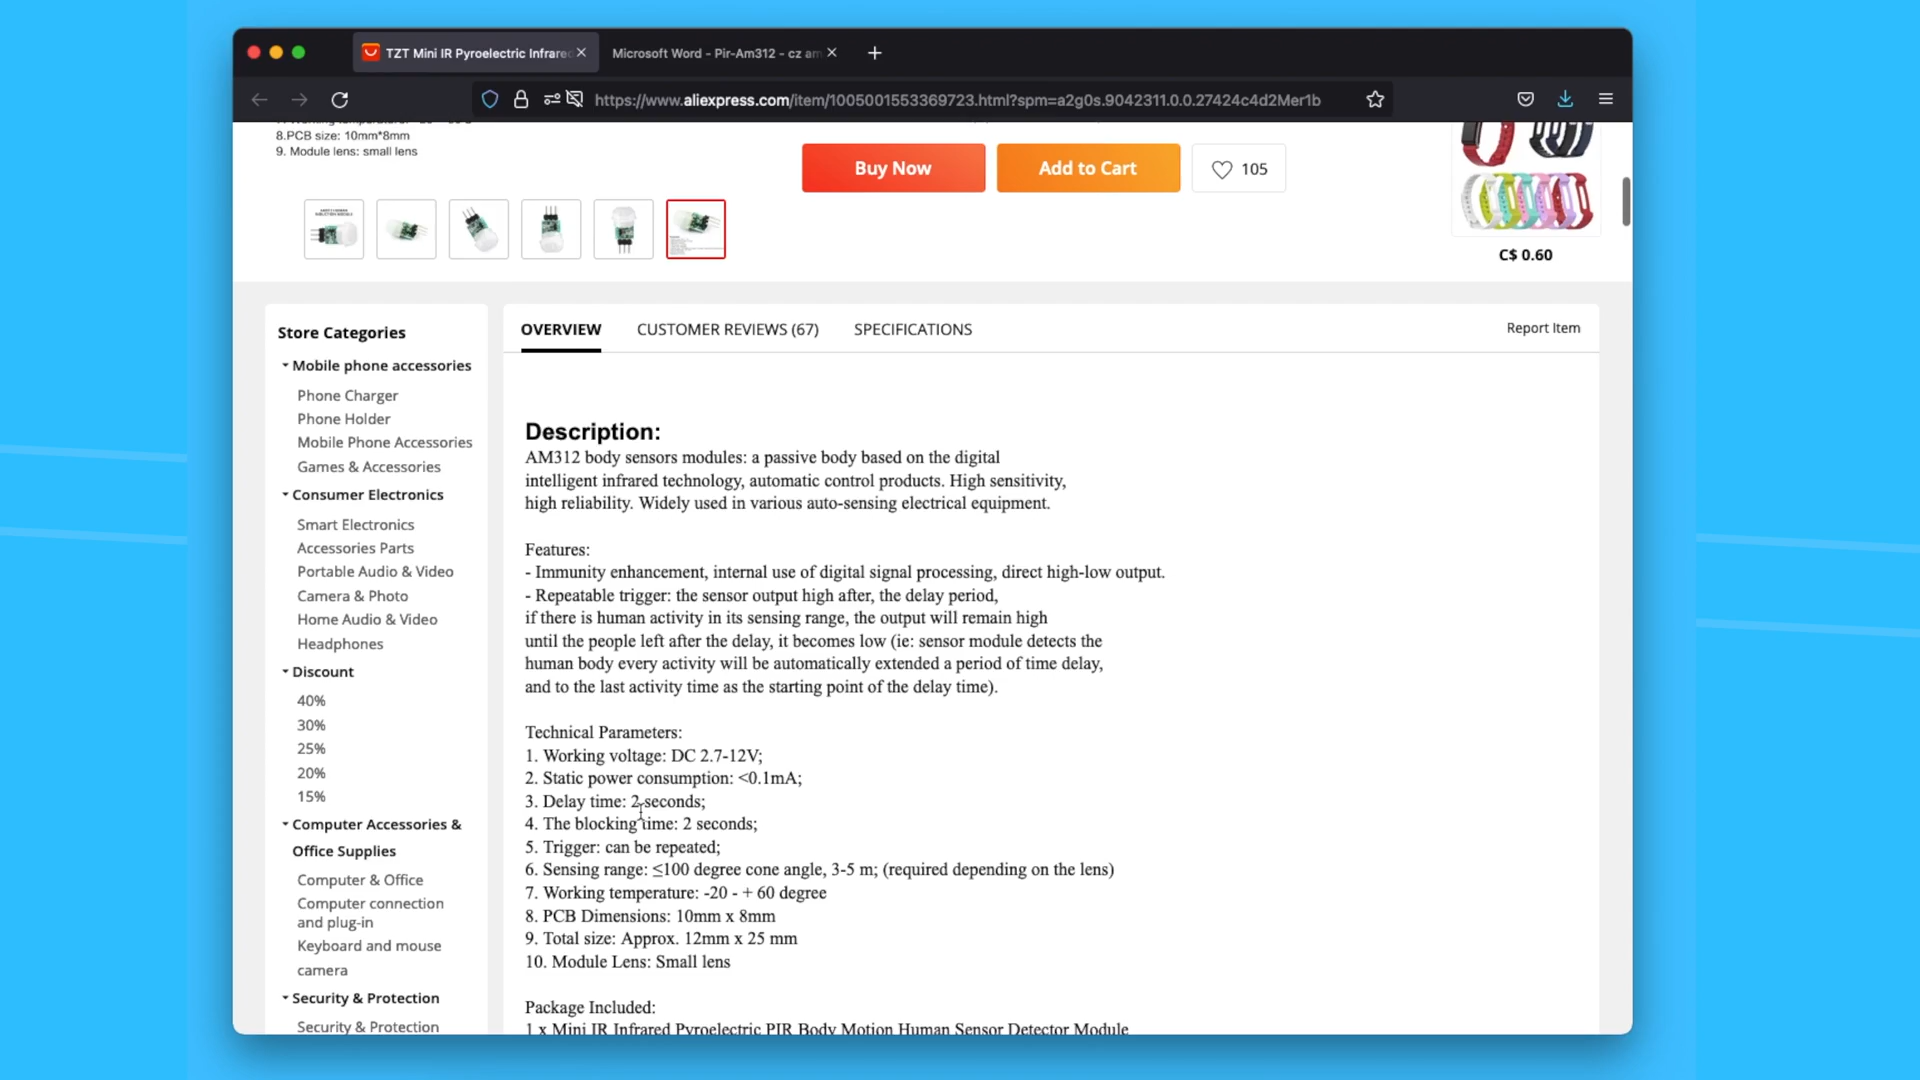 TZT Mini IR Pyroelectric Infrare
Microsoft Word - Pir-Am312 - cz am
https://www.aliexpress.com/item/1005001553369723.html?spm=a2g0s.9042311.0.0.27424c4d2Mer1b
8.PCB size: 10mm*8mm
9. Module lens: small lens
Buy Now
Add to Cart
105
C$ 0.60
Store Categories
Mobile phone accessories
Phone Charger
Phone Holder
Mobile Phone Accessories
Games & Accessories
Consumer Electronics
Smart Electronics
Accessories Parts
Portable Audio & Video
Camera & Photo
Home Audio & Video
Headphones
Discount
40%
30%
25%
20%
15%
Computer Accessories &
Office Supplies
Computer & Office
Computer connection
and plug-in
Keyboard and mouse
camera
Security & Protection
Security & Protection
OVERVIEW
CUSTOMER REVIEWS (67)
SPECIFICATIONS
Report Item
Description:
AM312 body sensors modules: a passive body based on the digital
intelligent infrared technology, automatic control products. High sensitivity,
high reliability. Widely used in various auto-sensing electrical equipment.
Features:
- Immunity enhancement, internal use of digital signal processing, direct high-low output.
- Repeatable trigger: the sensor output high after, the delay period,
if there is human activity in its sensing range, the output will remain high
until the people left after the delay, it becomes low (ie: sensor module detects the
human body every activity will be automatically extended a period of time delay,
and to the last activity time as the starting point of the delay time).
Technical Parameters:
1. Working voltage: DC 2.7-12V;
2. Static power consumption: <0.1mA;
3. Delay time: 2 seconds;
4. The blocking time: 2 seconds;
5. Trigger: can be repeated;
6. Sensing range: ≤100 degree cone angle, 3-5 m; (required depending on the lens)
7. Working temperature: -20 - + 60 degree
8. PCB Dimensions: 10mm x 8mm
9. Total size: Approx. 12mm x 25 mm
10. Module Lens: Small lens
Package Included:
1 x Mini IR Infrared Pyroelectric PIR Body Motion Human Sensor Detector Module